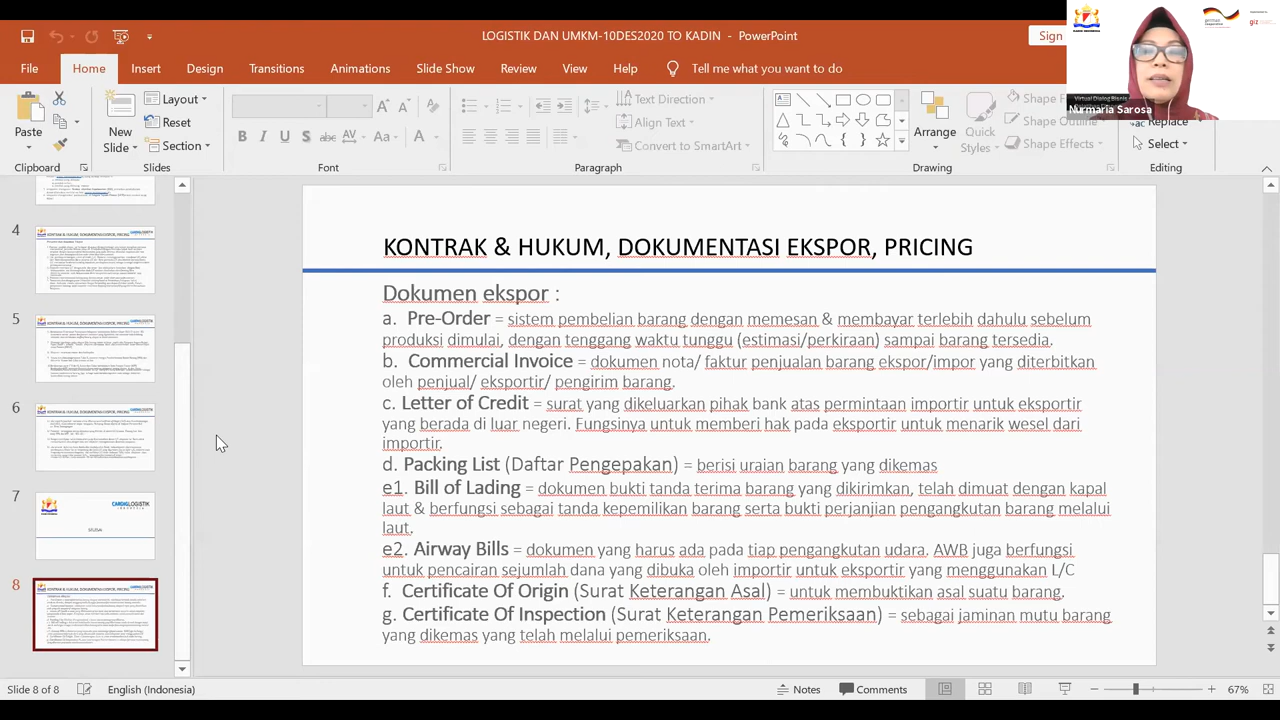 LOGISTIK DAN UMKM-10DES2020 TO KADIN - PowerPoint
Sign
File Home Insert Design Transitions Animations Slide Show Review View Help Tell me what you want to do
Virtual Dialog Bisnis
Nurmaria Sarosa
Paste
New
Slide
Layout
Reset
Section
Text Direction
Align Text
Convert to SmartArt
Arrange
Quick
Styles
Shape
Shape Outline
Shape Effects
Replace
Select
Clipboard Slides Font Paragraph Drawing Editing
4
5
6
7
8
KONTRAK & HUKUM, DOKUMENTASI EKSPOR, PRICING
Dokumen ekspor :
a. Pre-Order = sistem pembelian barang dengan memesan & membayar terlebih dahulu sebelum
produksi dimulai, dengan tenggang waktu tunggu (estimasi/perkiraan) sampai barang tersedia.
b. Commercial Invoice = dokumen nota/ faktur penjualan barang ekspor/impor yang diterbitkan
oleh penjual/ eksportir/ pengirim barang.
c. Letter of Credit = surat yang dikeluarkan pihak bank atas permintaan importir untuk eksportir
yang berada di luar negeri. Fungsinya untuk memberi hak pada eksportir untuk menarik wesel dari
importir.
d. Packing List (Daftar Pengepakan) = berisi uraian barang yang dikemas
e1. Bill of Lading = dokumen bukti tanda terima barang yang dikirimkan, telah dimuat dengan kapal
laut & berfungsi sebagai tanda kepemilikan barang serta bukti perjanjian pengangkutan barang melalui
laut.
e2. Airway Bills = dokumen yang harus ada pada tiap pengangkutan udara. AWB juga berfungsi
untuk pencairan sejumlah dana yang dibuka oleh importir untuk eksportir yang menggunakan L/C
f. Certificate Of Origin (Surat Keterangan Asal) = untuk membuktikan asal suatu barang.
g. Certificate of Inspection (Surat Keterangan Pemeriksaan) = sebagai jaminan mutu barang
yang dikemas yang telah melalui pemeriksaan.
Slide 8 of 8 English (Indonesia) Notes Comments 67%